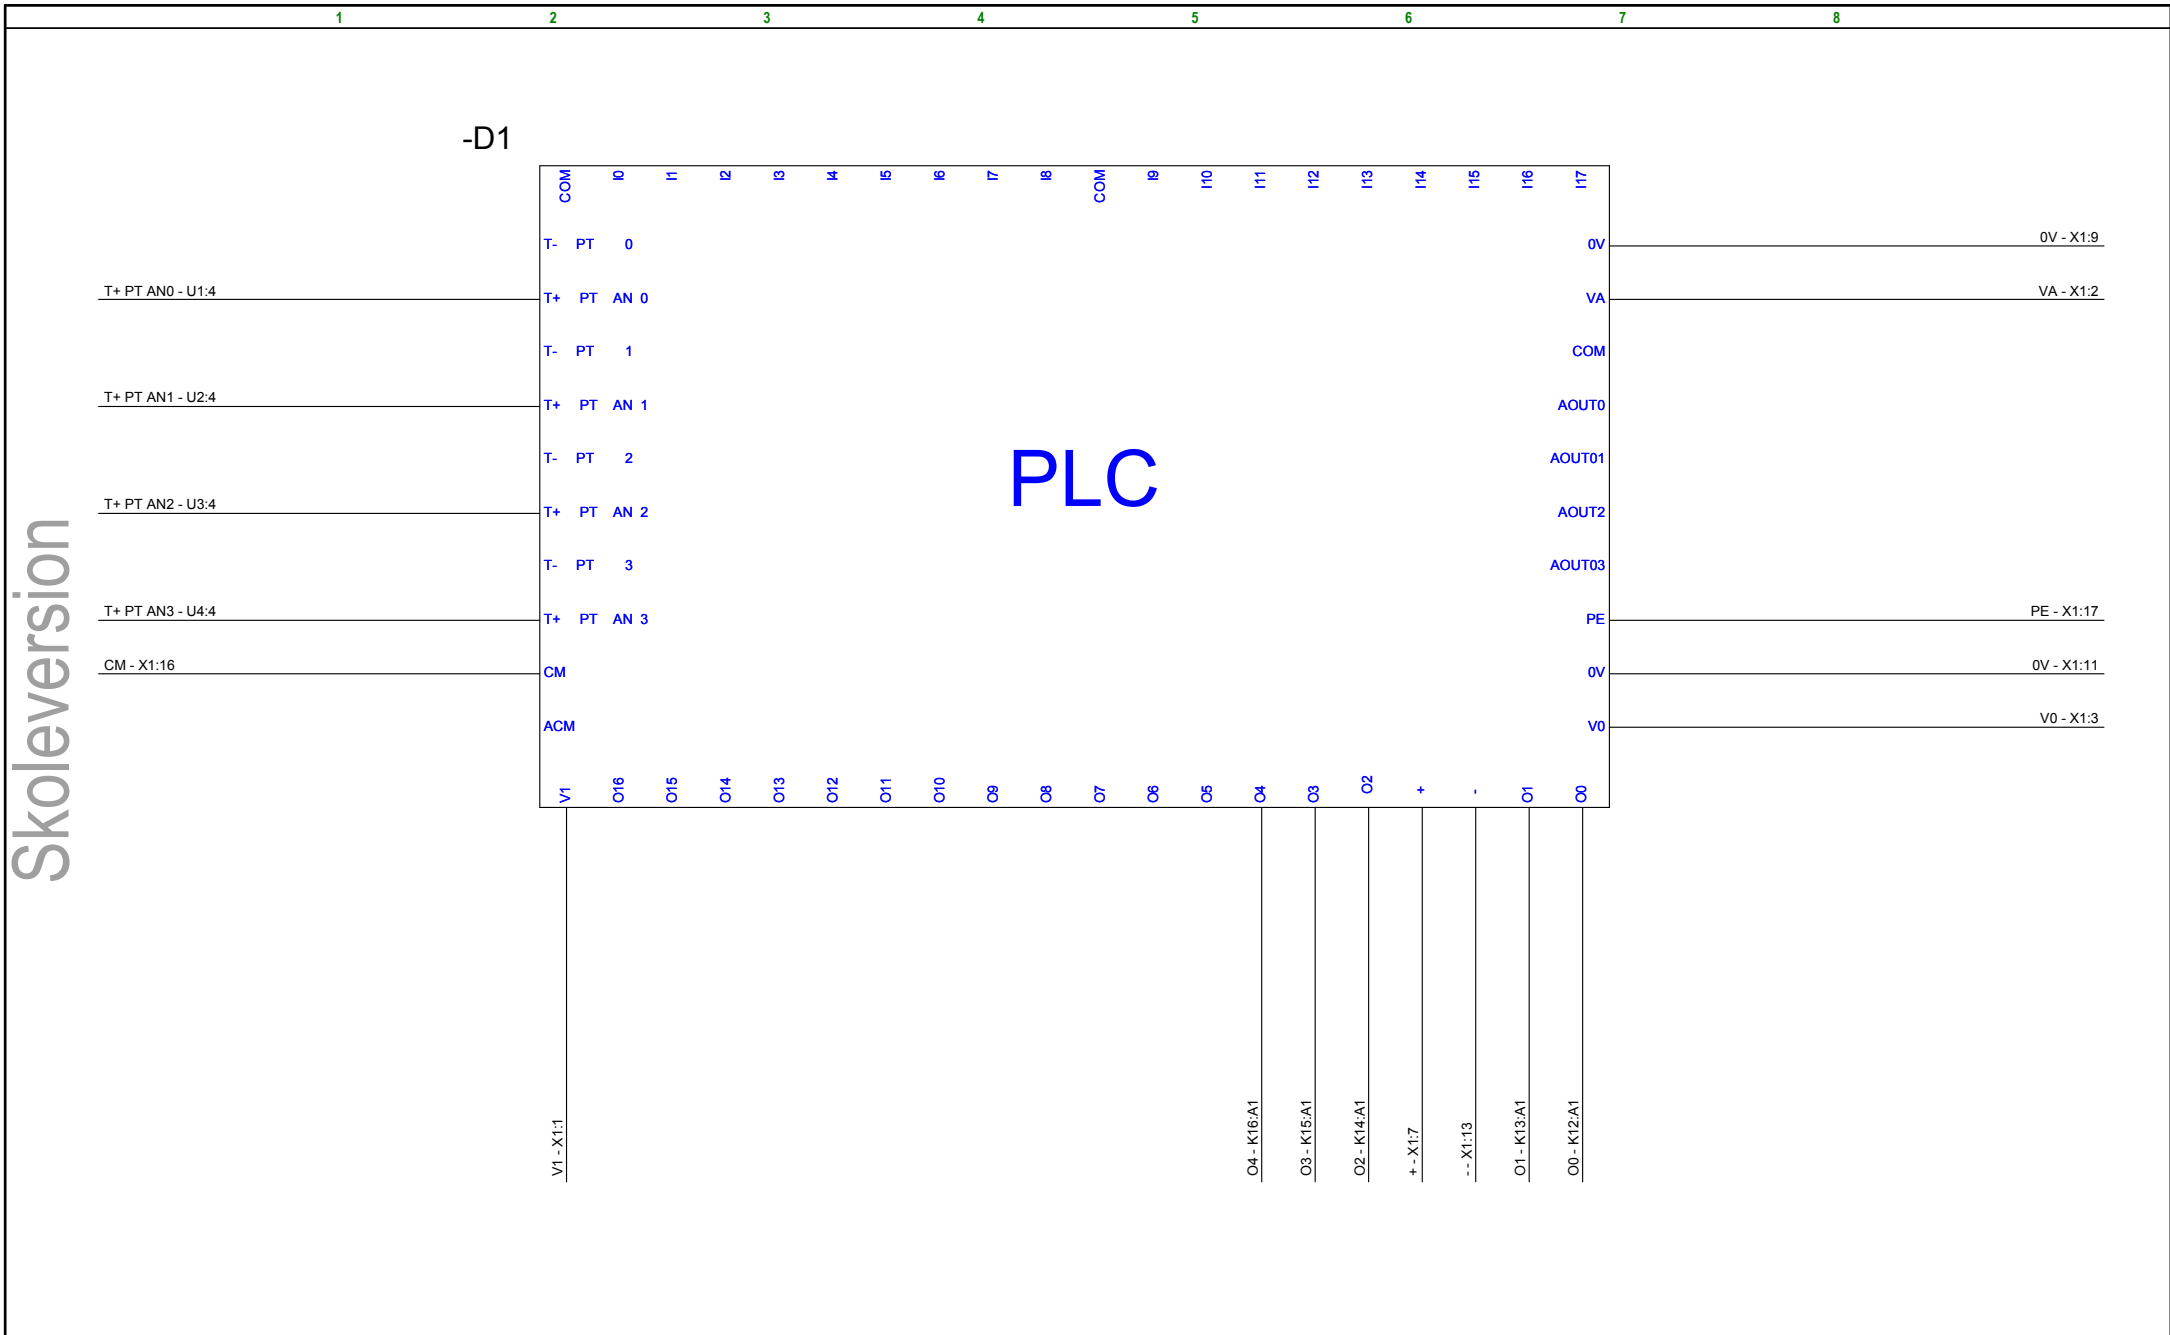 1 2 3 4 5 6 7 8
-D1
COM I0 I1 I2 I3 I4 I5 I6 I7 I8 COM I9 I10 I11 I12 I13 I14 I15 I16 I17
T- PT 0
0V
0V - X1:9
T+ PT AN0 - U1:4
T+ PT AN 0
VA
VA - X1:2
T- PT 1
COM
T+ PT AN1 - U2:4
T+ PT AN 1
AOUT0
T- PT 2
AOUT01
PLC
T+ PT AN2 - U3:4
T+ PT AN 2
AOUT2
T- PT 3
AOUT03
T+ PT AN3 - U4:4
T+ PT AN 3
PE
PE - X1:17
CM - X1:16
CM
0V
0V - X1:11
ACM
V0
V0 - X1:3
V1 O16 O15 O14 O13 O12 O11 O10 O9 O8 O7 O6 O5 O4 O3 O2 + - O1 O0
V1 - X1:1
O4 - K16:A1
O3 - K15:A1
O2 - K14:A1
+ - X1:7
- - X1:13
O1 - K13:A1
O0 - K12:A1
Skoleversion